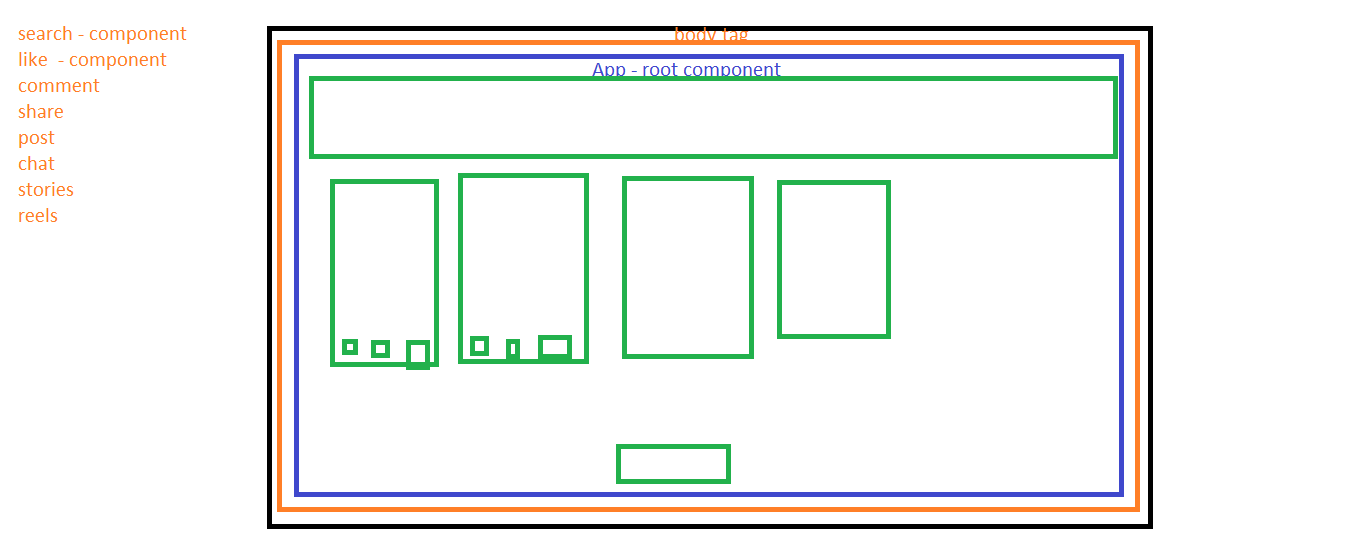 search - component
like  - component
comment
share
post
chat
stories
reels
body tag
App - root component